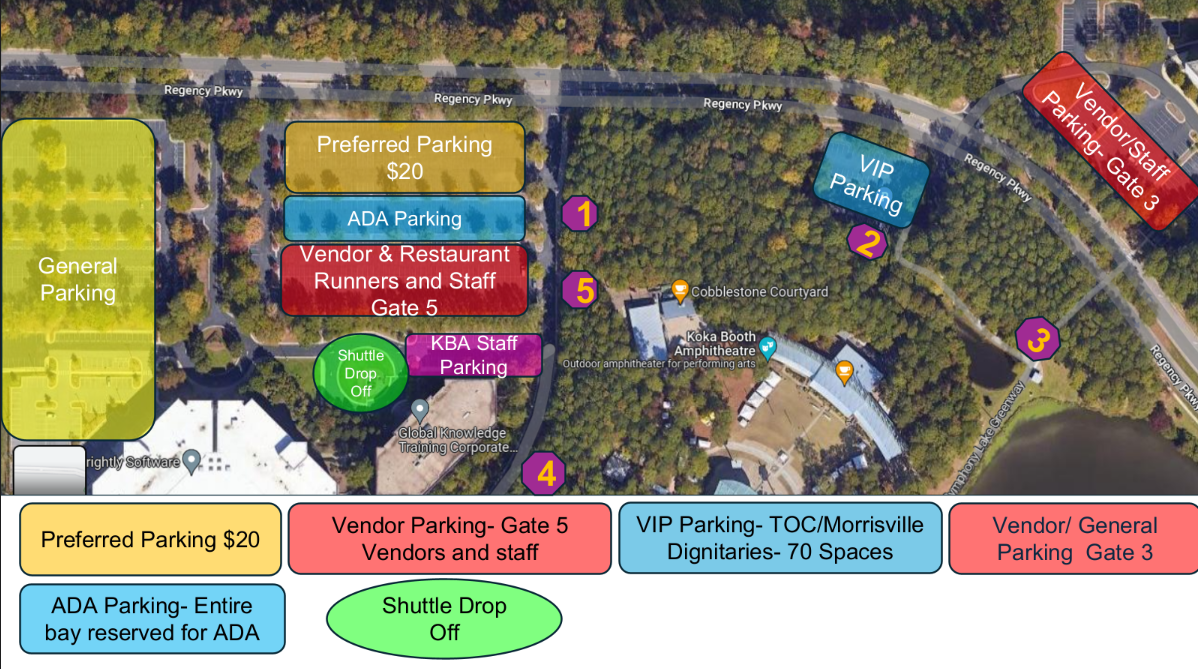 Regency Pkwy
Regency Pkwy
Regency Pkwy
Regency Pkwy
Regency Pkwy
Vendor/Staff
Parking- Gate 3
Preferred Parking
$20
VIP
Parking
ADA Parking
1
2
General
Parking
Vendor & Restaurant
Runners and Staff
Gate 5
5
Cobblestone Courtyard
3
KBA Staff
Parking
Shuttle
Drop
Off
Koka Booth
Amphitheatre
Outdoor amphitheater for performing arts
Global Knowledge
Training Corporate...
rightly Software
4
ymphony Lake Greenway
Preferred Parking $20
Vendor Parking- Gate 5
Vendors and staff
VIP Parking- TOC/Morrisville
Dignitaries- 70 Spaces
Vendor/ General
Parking Gate 3
ADA Parking- Entire
bay reserved for ADA
Shuttle Drop
Off